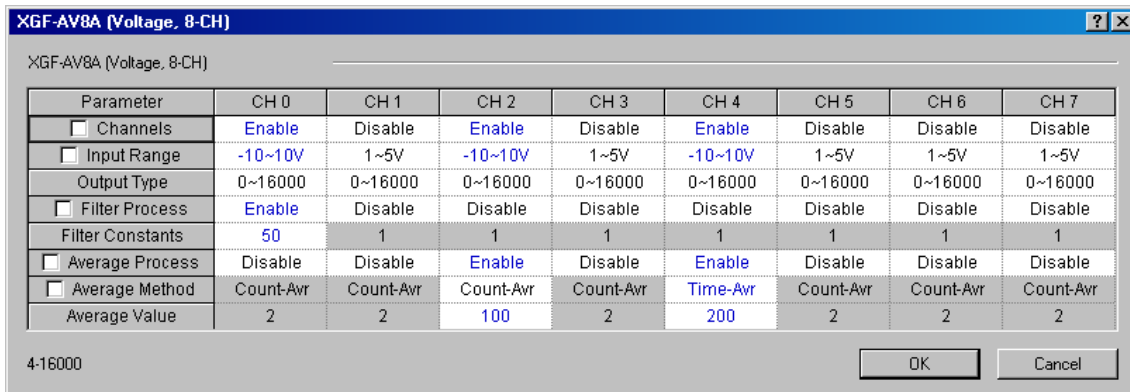 XGF-AV8A (Voltage, 8-CH)
XGF-AV8A (Voltage, 8-CH)
Parameter CH 0 CH 1 CH 2 CH 3 CH 4 CH 5 CH 6 CH 7
Channels Enable Disable Enable Disable Enable Disable Disable Disable
Input Range -10~10V 1~5V -10~10V 1~5V -10~10V 1~5V 1~5V 1~5V
Output Type 0~16000 0~16000 0~16000 0~16000 0~16000 0~16000 0~16000 0~16000
Filter Process Enable Disable Disable Disable Disable Disable Disable Disable
Filter Constants 50 1 1 1 1 1 1 1
Average Process Disable Disable Enable Disable Enable Disable Disable Disable
Average Method Count-Avr Count-Avr Count-Avr Count-Avr Time-Avr Count-Avr Count-Avr Count-Avr
Average Value 2 2 100 2 200 2 2 2
4-16000 OK Cancel